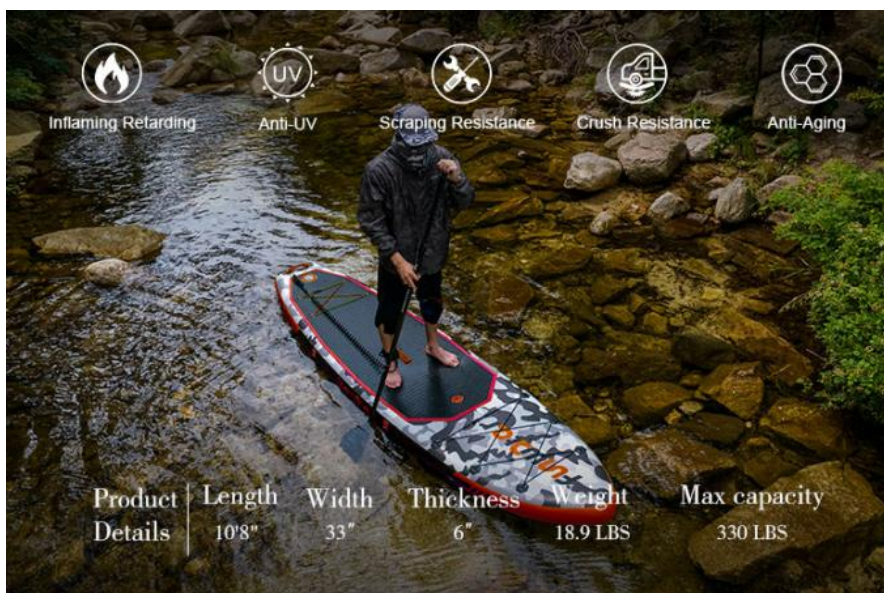 Inflaming Retarding
Anti-UV
UV
Scraping Resistance
Crush Resistance
Anti-Aging
Product Details
Length
10'8"
Width
33"
Thickness
6"
Weight
18.9 LBS
Max capacity
330 LBS